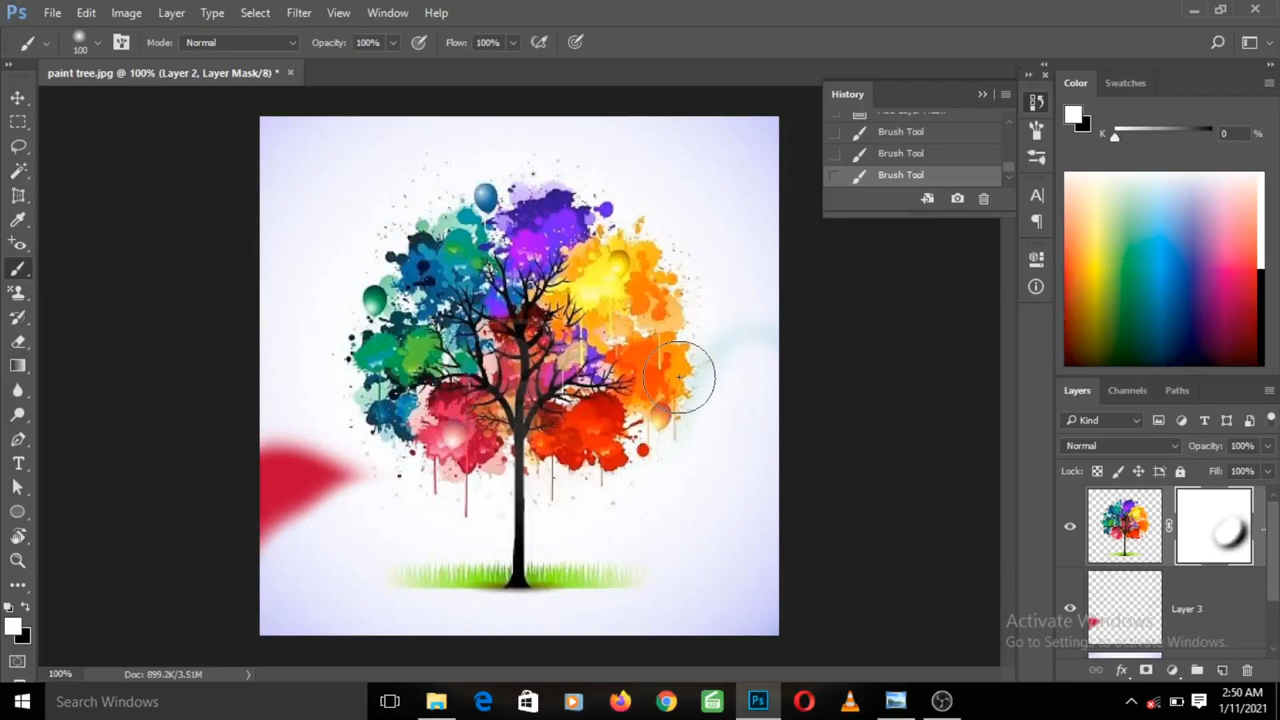 Ps File Edit Image Layer Type Select Filter View Window Help
100 Mode: Normal Opacity: 100% Flow: 100%
paint tree.jpg @ 100% (Layer 2, Layer Mask/8) *
History
Brush Tool
Brush Tool
Brush Tool
Color Swatches
K 0 %
Layers Channels Paths
Kind
Normal Opacity: 100%
Lock: Fill: 100%
Layer 3
Activate Windows
Go to Settings to activate Windows.
100% Doc: 899.2K/3.51M
Search Windows
2:50 AM
1/11/2021